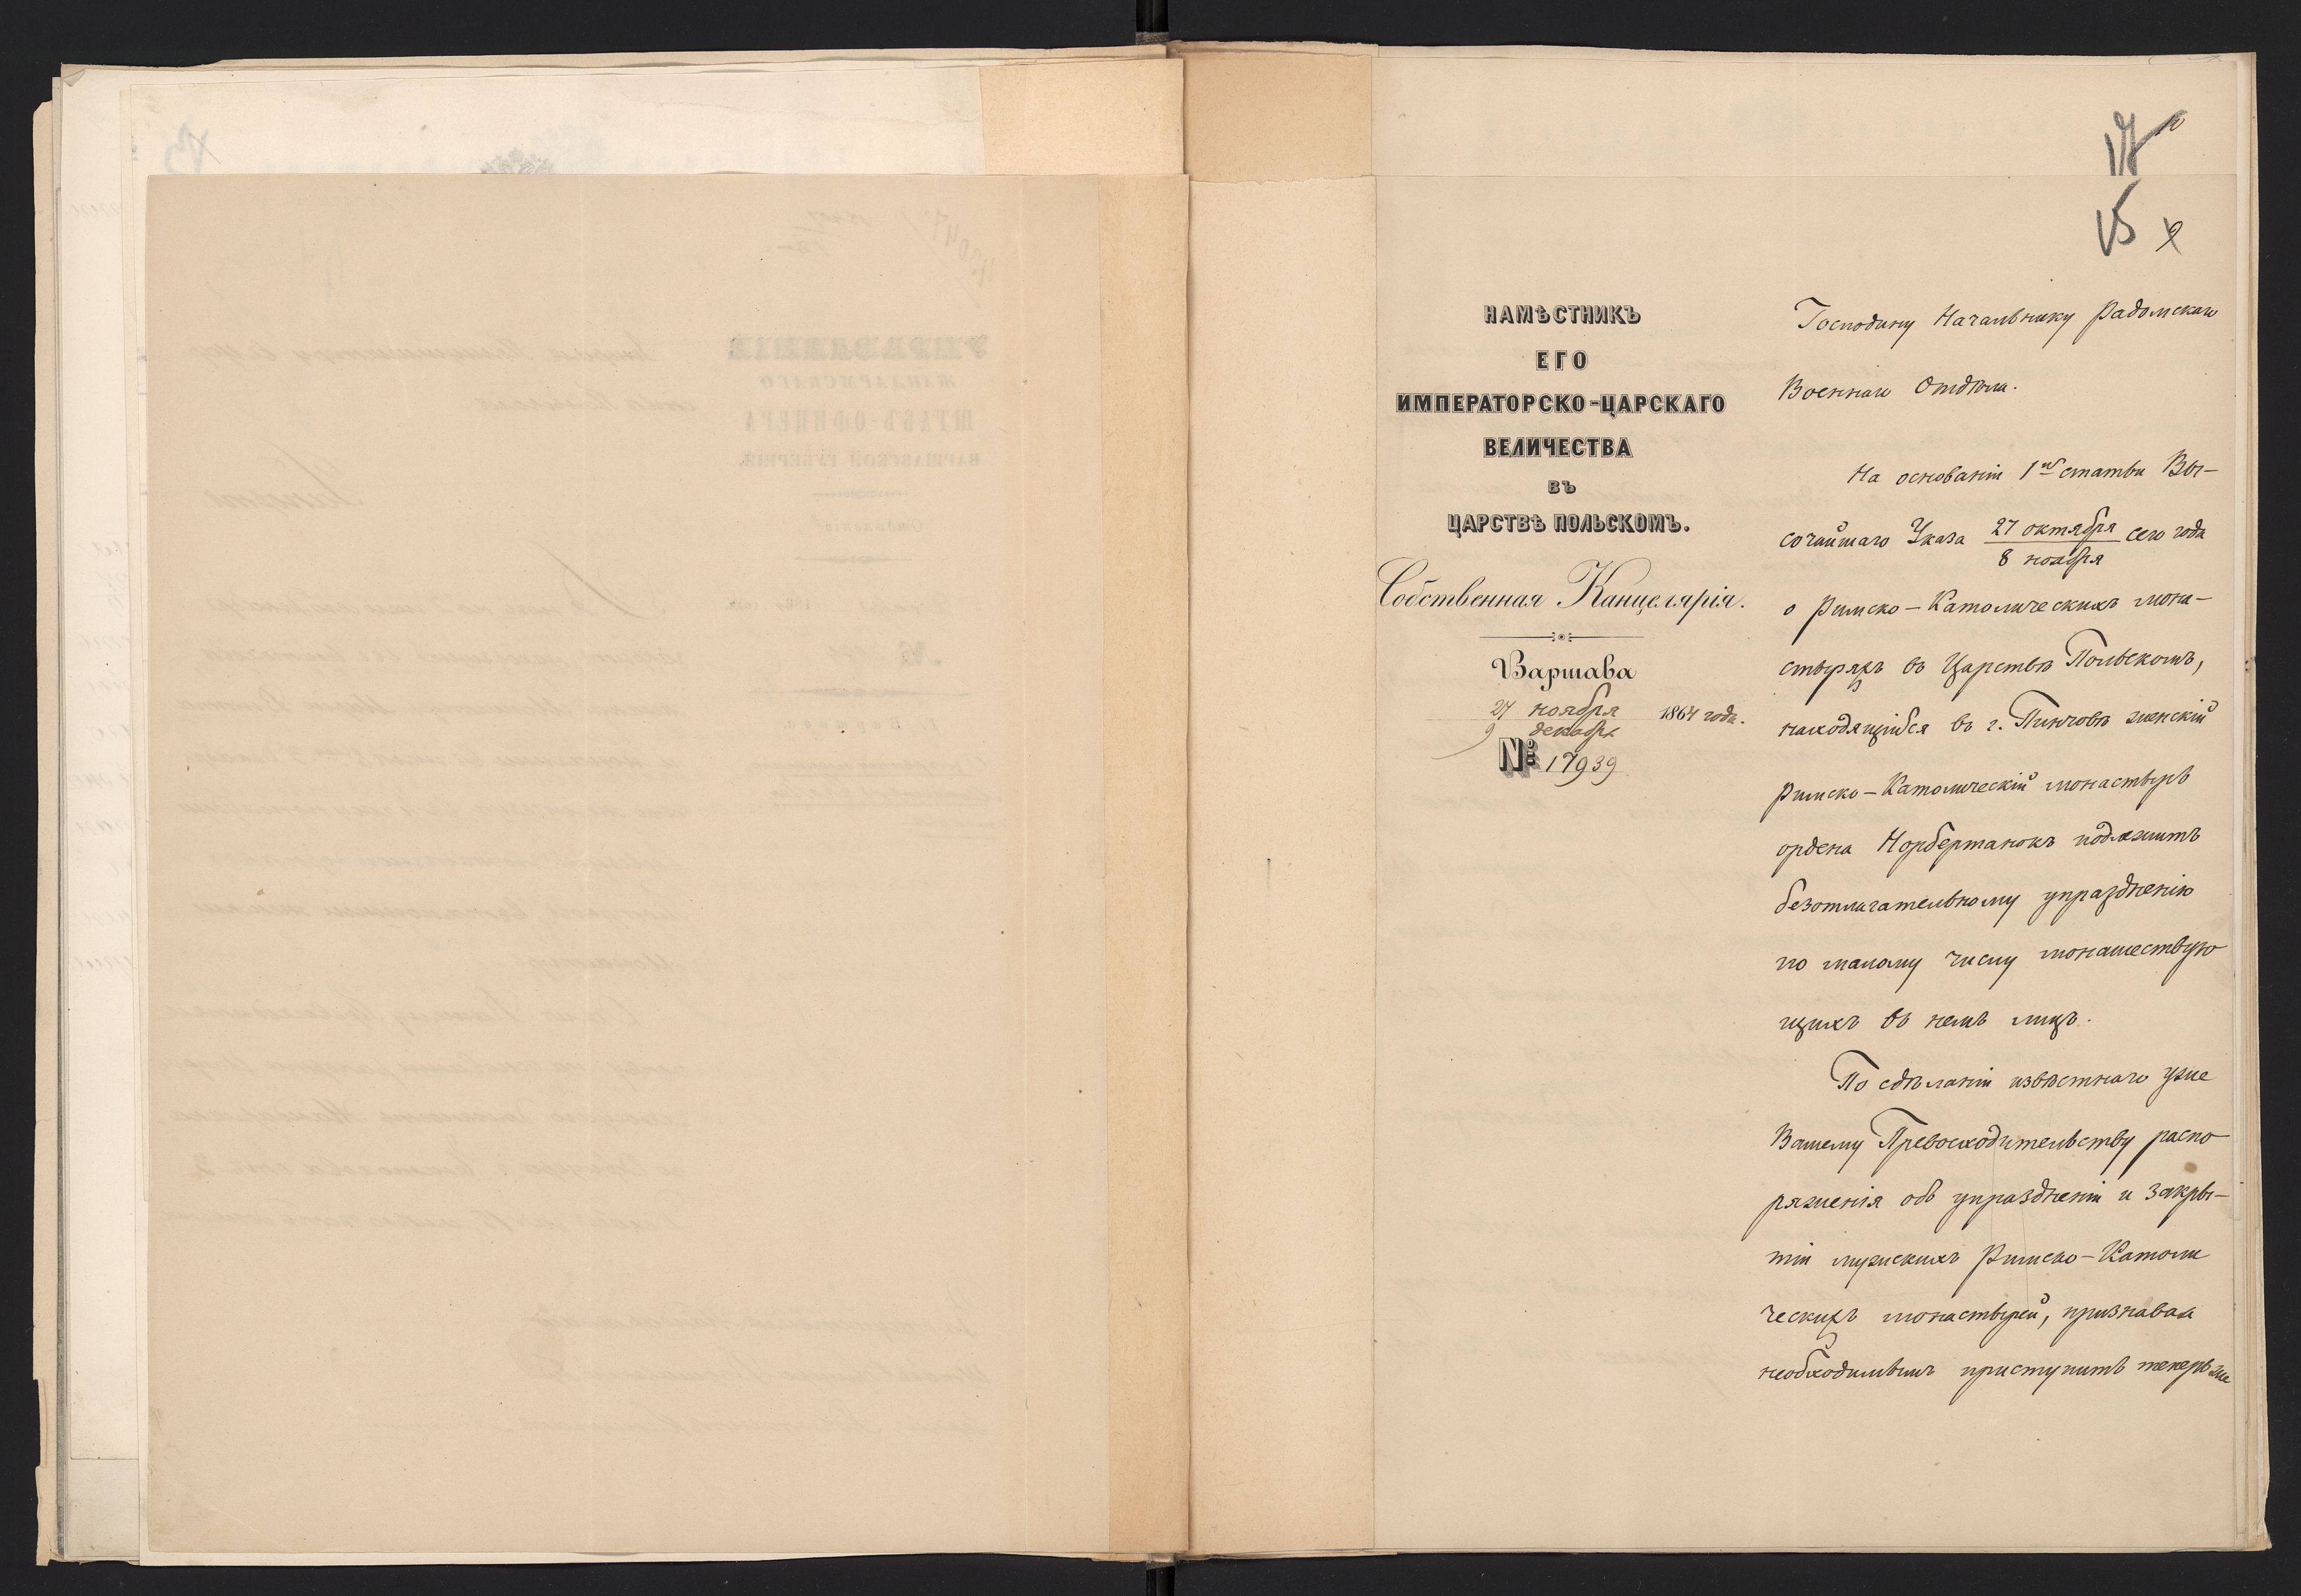 15
НАМѢСТНИКЪ
ЕГО
ИМПЕРАТОРСКО-ЦАРСКАГО
ВЕЛИЧЕСТВА
ВЪ
ЦАРСТВѢ ПОЛЬСКОМЪ.
Собственная Канцелярія.
Варшава
27 ноября
9 декабря
1864 года.
№ 17939
Господину Начальнику Радомскаго
Военнаго Отдѣла.
На основаніи 1ой статьи Вы-
сочайшаго Указа 27 октября / 8 ноября сего года
о Римско-Католическихъ мона-
стыряхъ въ Царствѣ Польскомъ,
находящійся въ г. Пинчовѣ женскій
Римско-Католическій монастырь
ордена Норбертанокъ подлежитъ
безотлагательному упраздненію
по малому числу монашествую
щихъ въ немъ лицъ.
По сдѣланіи извѣстнаго уже
Вашему Превосходительству распо
ряженія объ упраздненіи и закры-
тіи мужскихъ Римско-Католи
ческихъ монастырей, признавая
необходимымъ приступить теперь же